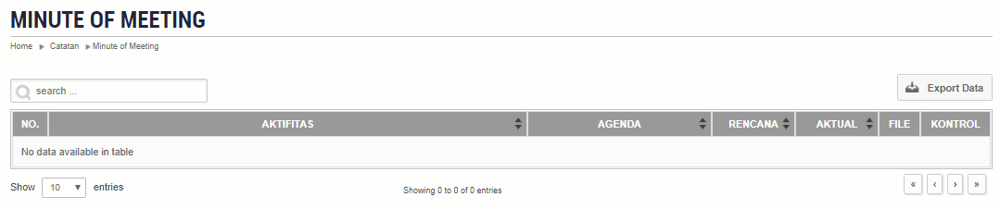 MINUTE OF MEETING
Home Catatan Minute of Meeting
search ...
Export Data
NO. AKTIFITAS AGENDA RENCANA AKTUAL FILE KONTROL
No data available in table
Show 10 entries Showing 0 to 0 of 0 entries « ‹ › »